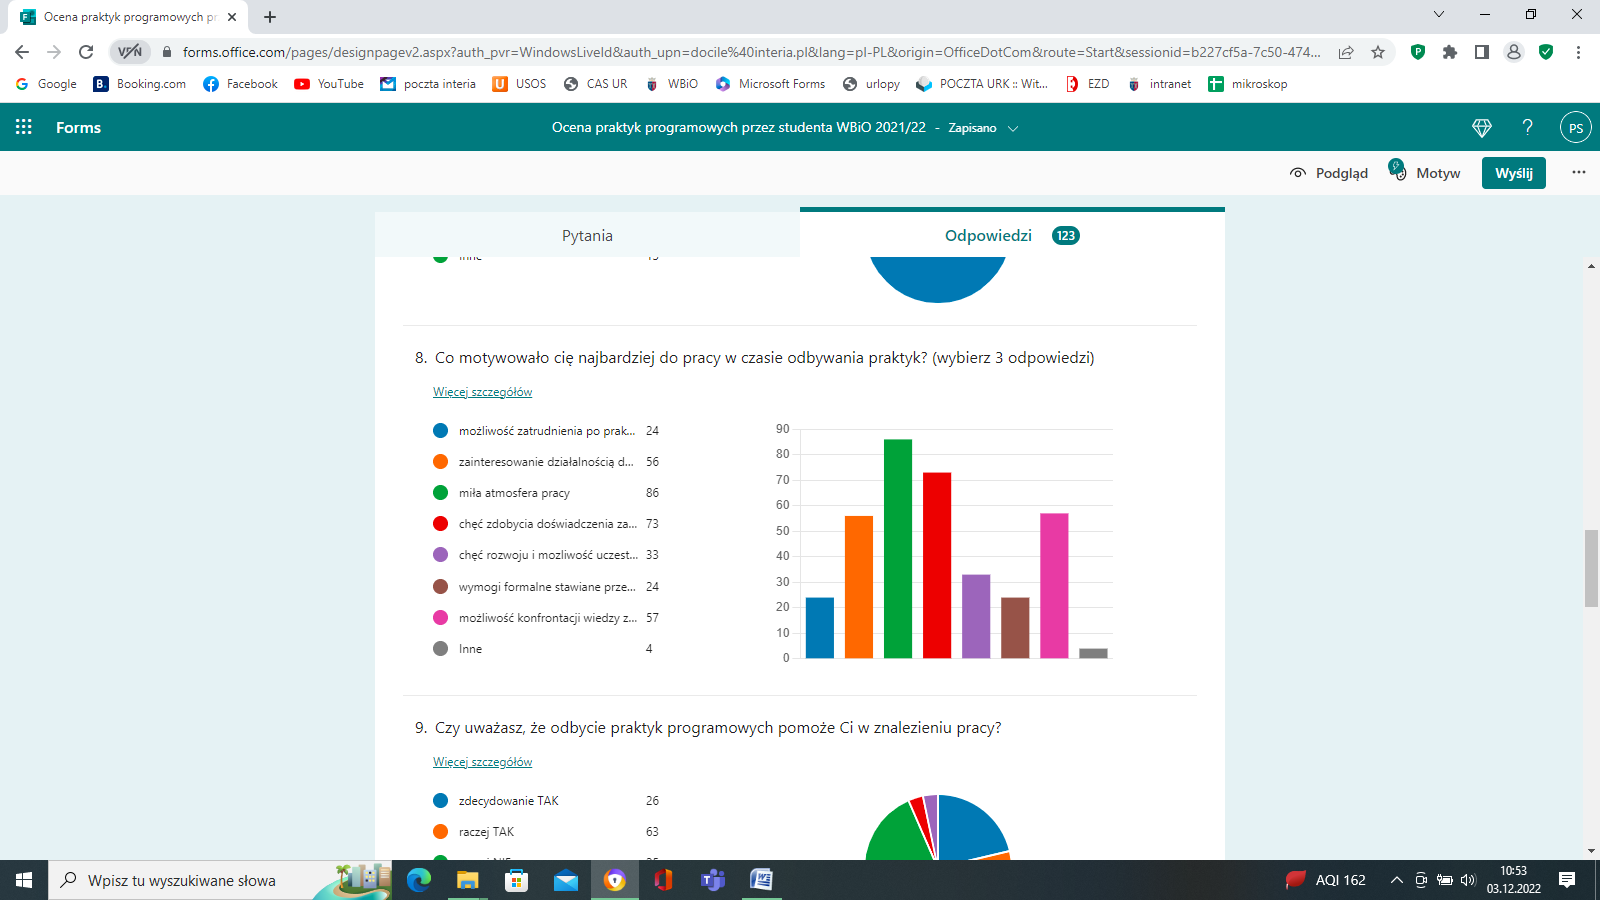 Ocena praktyk programowych pr
forms.office.com/pages/designpagev2.aspx?auth_pvr=WindowsLiveId&auth_upn=docile%40interia.pl&lang=pl-PL&origin=OfficeDotCom&route=Start&sessionid=b227cf5a-7c50-474...
VPN
Google Booking.com Facebook YouTube poczta interia USOS CAS UR WBiO Microsoft Forms urlopy POCZTA URK :: Wit... EZD intranet mikroskop
Forms
Ocena praktyk programowych przez studenta WBiO 2021/22 - Zapisano
? PS
Podgląd Motyw Wyślij ...
Pytania
Odpowiedzi 123
8. Co motywowało cię najbardziej do pracy w czasie odbywania praktyk? (wybierz 3 odpowiedzi)
Więcej szczegółów
możliwość zatrudnienia po prak... 24
zainteresowanie działalnością d... 56
miła atmosfera pracy 86
chęć zdobycia doświadczenia za... 73
chęć rozwoju i mozliwość uczest... 33
wymogi formalne stawiane prze... 24
możliwość konfrontacji wiedzy z... 57
Inne 4
90
80
70
60
50
40
30
20
10
0
9. Czy uważasz, że odbycie praktyk programowych pomoże Ci w znalezieniu pracy?
Więcej szczegółów
zdecydowanie TAK 26
raczej TAK 63
Wpisz tu wyszukiwane słowa
AQI 162
10:53
03.12.2022